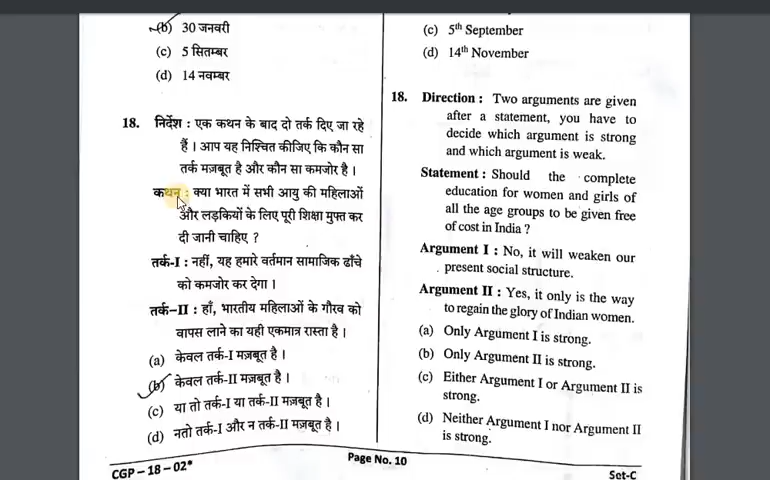 (b) 30 जनवरी
(c) 5 सितम्बर
(d) 14 नवम्बर
18. निर्देश : एक कथन के बाद दो तर्क दिए जा रहे
हैं। आप यह निश्चित कीजिए कि कौन सा
तर्क मज़बूत है और कौन सा कमजोर है।
कथन : क्या भारत में सभी आयु की महिलाओं
और लड़कियों के लिए पूरी शिक्षा मुफ्त कर
दी जानी चाहिए ?
तर्क-I : नहीं, यह हमारे वर्तमान सामाजिक ढाँचे
को कमजोर कर देगा।
तर्क–II : हाँ, भारतीय महिलाओं के गौरव को
वापस लाने का यही एकमात्र रास्ता है।
(a) केवल तर्क-I मज़बूत है।
(b) केवल तर्क-II मज़बूत है।
(c) या तो तर्क-I या तर्क-II मज़बूत है।
(d) नतो तर्क-I और न तर्क-II मज़बूत है।
(c) 5th September
(d) 14th November
18. Direction : Two arguments are given
after a statement, you have to
decide which argument is strong
and which argument is weak.
Statement : Should the complete
education for women and girls of
all the age groups to be given free
of cost in India ?
Argument I : No, it will weaken our
present social structure.
Argument II : Yes, it only is the way
to regain the glory of Indian women.
(a) Only Argument I is strong.
(b) Only Argument II is strong.
(c) Either Argument I or Argument II is
strong.
(d) Neither Argument I nor Argument II
is strong.
CGP – 18 – 02*
Page No. 10
Set-C